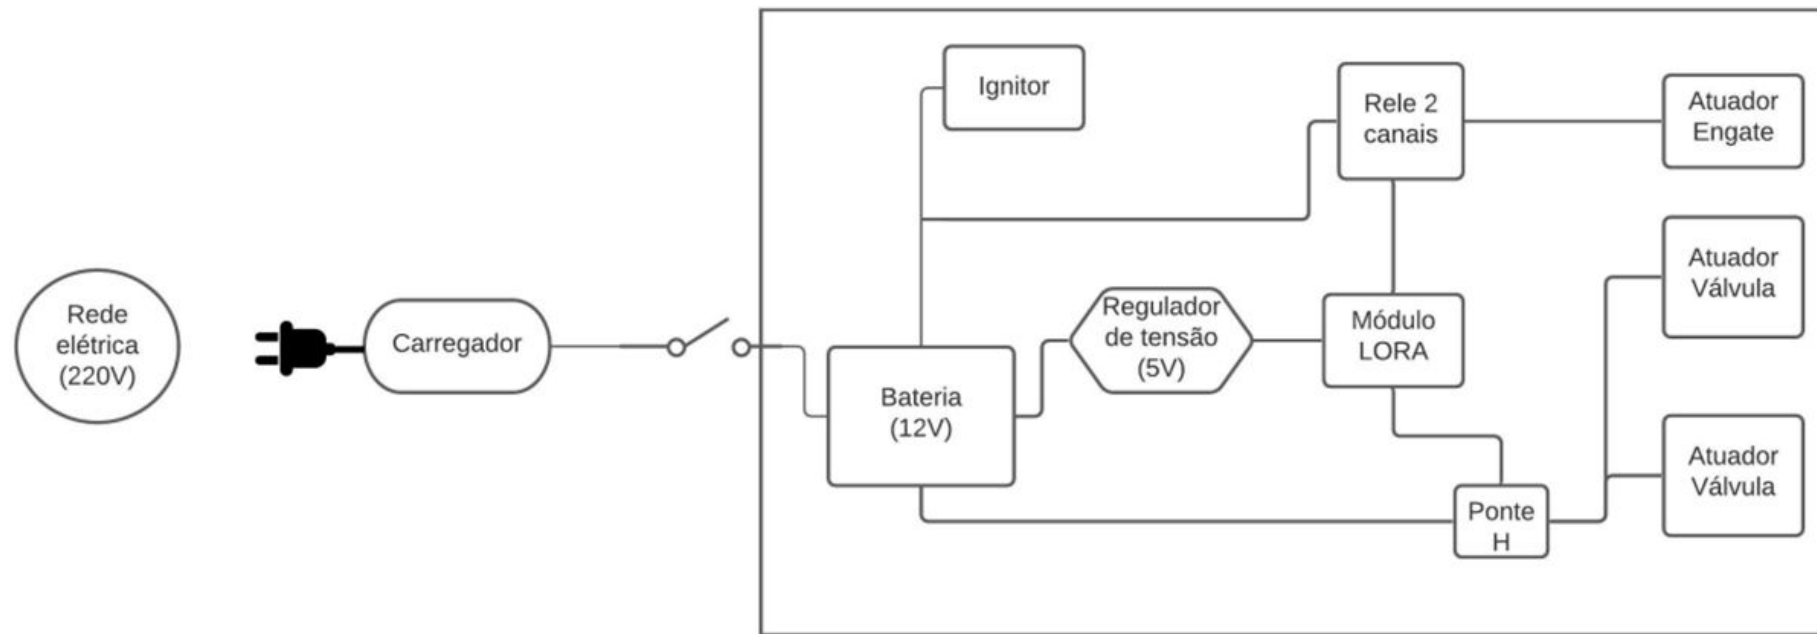 Rede
elétrica
(220V)
Carregador
Bateria
(12V)
Ignitor
Regulador
de tensão
(5V)
Rele 2
canais
Módulo
LORA
Ponte
H
Atuador
Engate
Atuador
Válvula
Atuador
Válvula